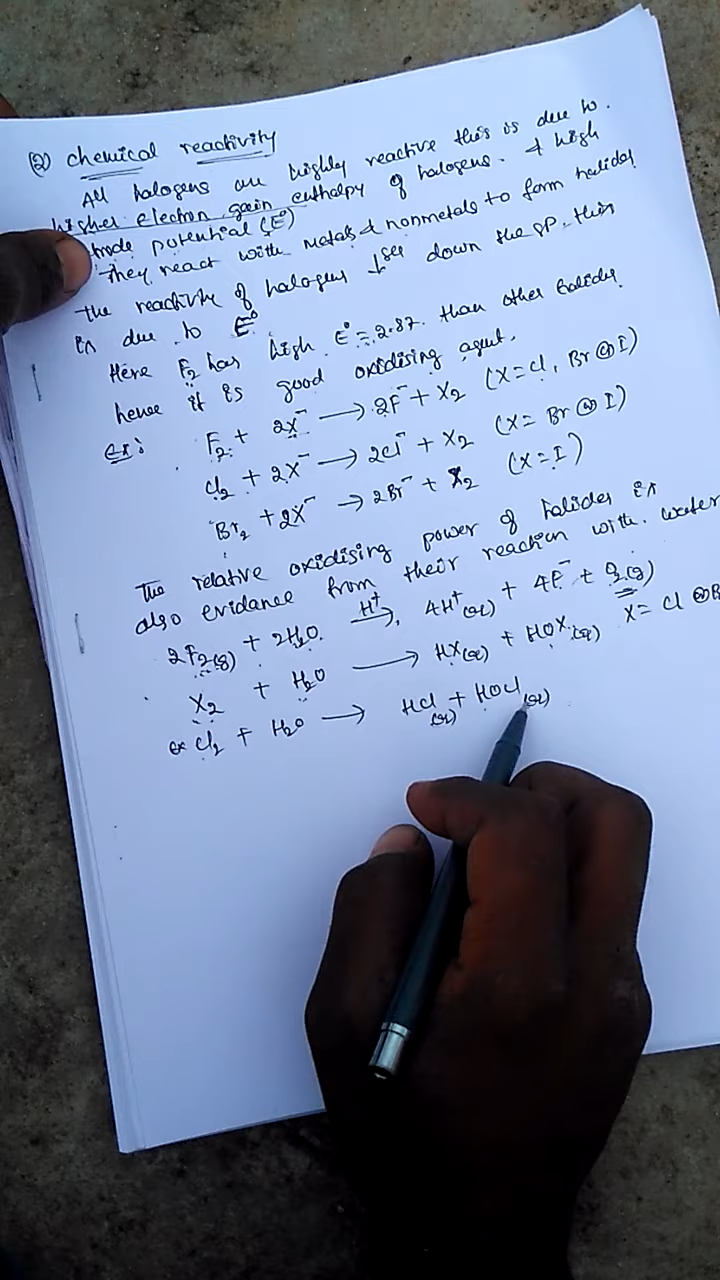 (2) chemical reactivity
All halogens are highly reactive this is due to
higher electron gain enthalpy of halogens. & high
trode potential (E°)
They react with metals & nonmetals to form halides
the reactivity of halogens ↓ses down the gp. this
is due to E°
Here F₂ has high E° = 2.87. than other halides
hence it is good oxidising agent.
ex: F₂ + 2X⁻ → 2F⁻ + X₂ (X=Cl, Br (or) I)
Cl₂ + 2X⁻ → 2Cl⁻ + X₂ (X= Br (or) I)
Br₂ + 2X⁻ → 2Br⁻ + X₂ (X=I)
The relative oxidising power of halides is
also evidance from their reaction with. water
2F₂(g) + 2H₂O. H⁺→. 4H⁺(aq) + 4F⁻ + O₂(g)
X₂ + H₂O → HX(aq) + HOX.(aq) X= Cl (or) B
ex Cl₂ + H₂O → HCl(aq) + HOCl(aq)